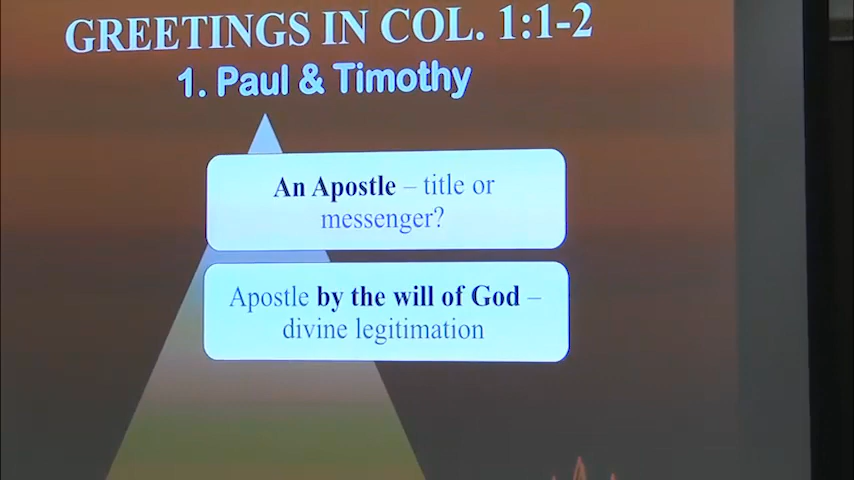 GREETINGS IN COL. 1:1-2
1. Paul & Timothy
An Apostle – title or
messenger?
Apostle by the will of God –
divine legitimation